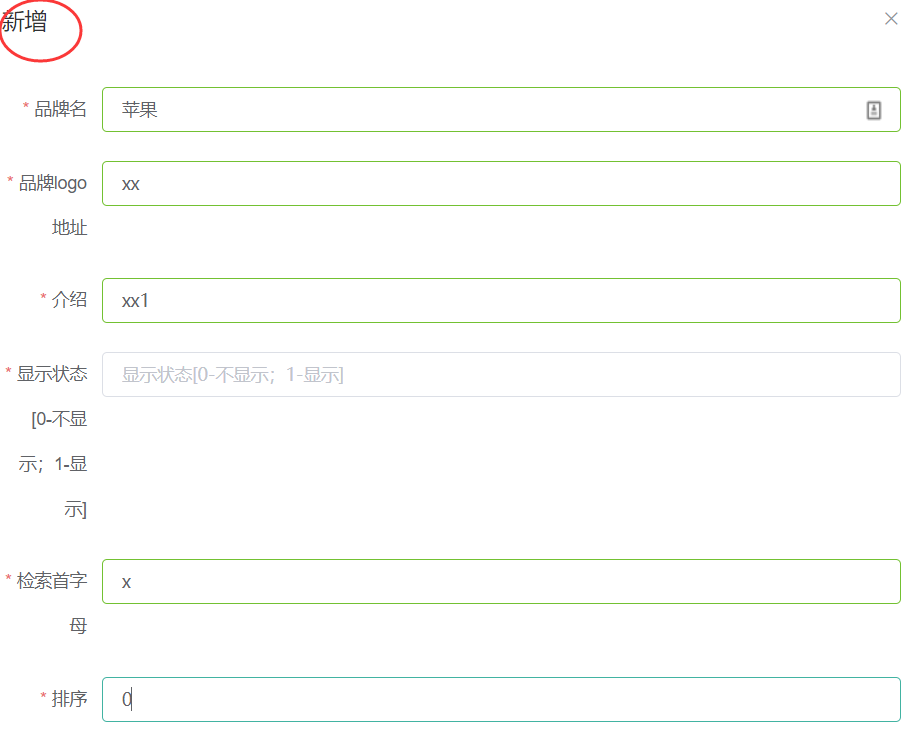 新增
* 品牌名 苹果
* 品牌logo xx
地址
* 介绍 xx1
* 显示状态 显示状态[0-不显示；1-显示]
[0-不显
示；1-显
示]
* 检索首字 x
母
* 排序 0